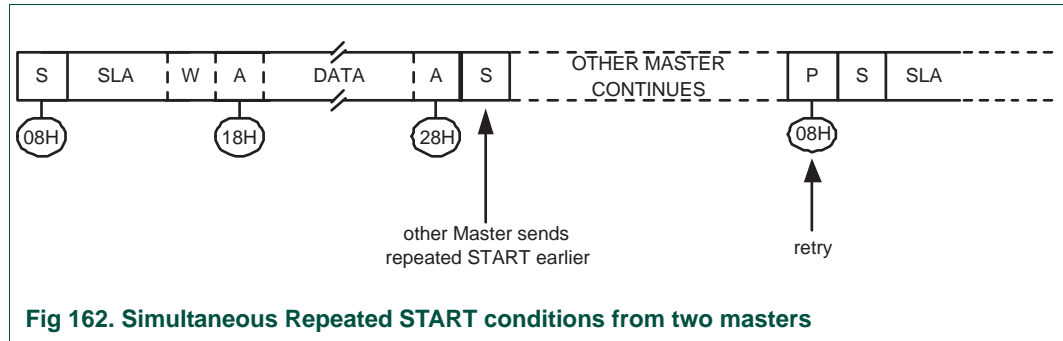 S SLA W A DATA A S OTHER MASTER CONTINUES P S SLA
08H 18H 28H 08H
other Master sends
repeated START earlier
retry
Fig 162. Simultaneous Repeated START conditions from two masters